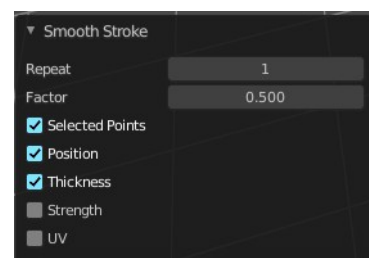 Smooth Stroke
Repeat 1
Factor 0.500
Selected Points
Position
Thickness
Strength
UV